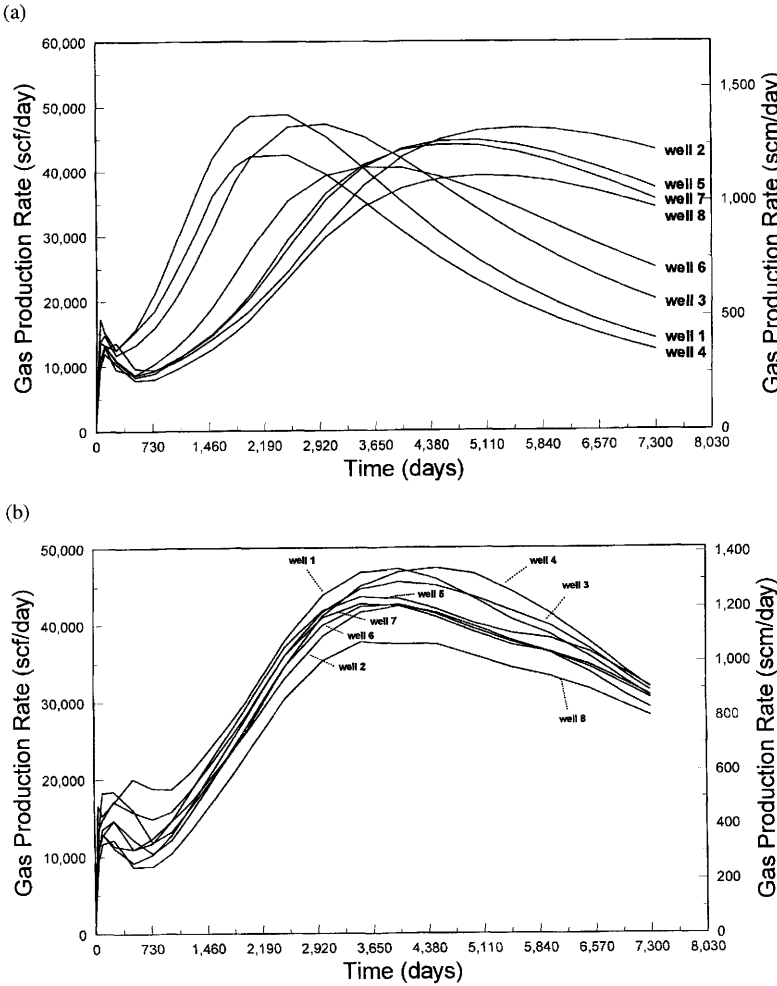 (a)
60,000
50,000
40,000
30,000
20,000
10,000
0
Gas Production Rate (scf/day)
1,500
1,000
500
0
Gas Production Rate (scm/day)
well 2
well 5
well 7
well 8
well 6
well 3
well 1
well 4
0 730 1,460 2,190 2,920 3,650 4,380 5,110 5,840 6,570 7,300 8,030
Time (days)
(b)
50,000
40,000
30,000
20,000
10,000
0
Gas Production Rate (scf/day)
1,400
1,200
1,000
800
600
400
200
0
Gas Production Rate (scm/day)
well 1
well 4
well 3
well 5
well 7
well 6
well 2
well 8
0 730 1,460 2,190 2,920 3,650 4,380 5,110 5,840 6,570 7,300 8,030
Time (days)